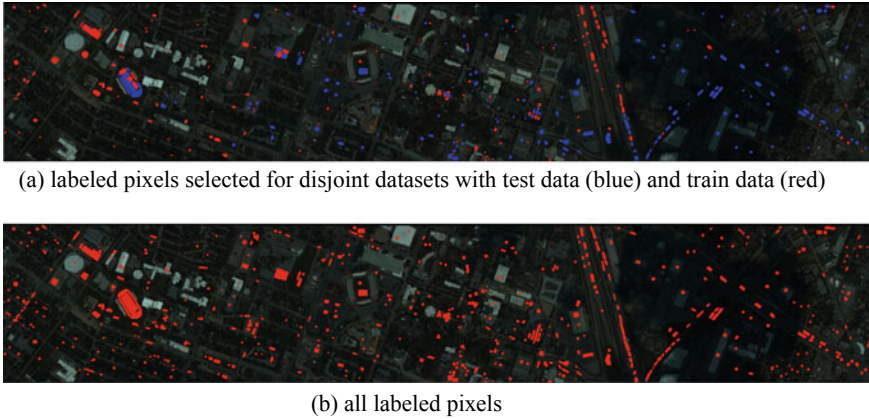 (a) labeled pixels selected for disjoint datasets with test data (blue) and train data (red)
(b) all labeled pixels